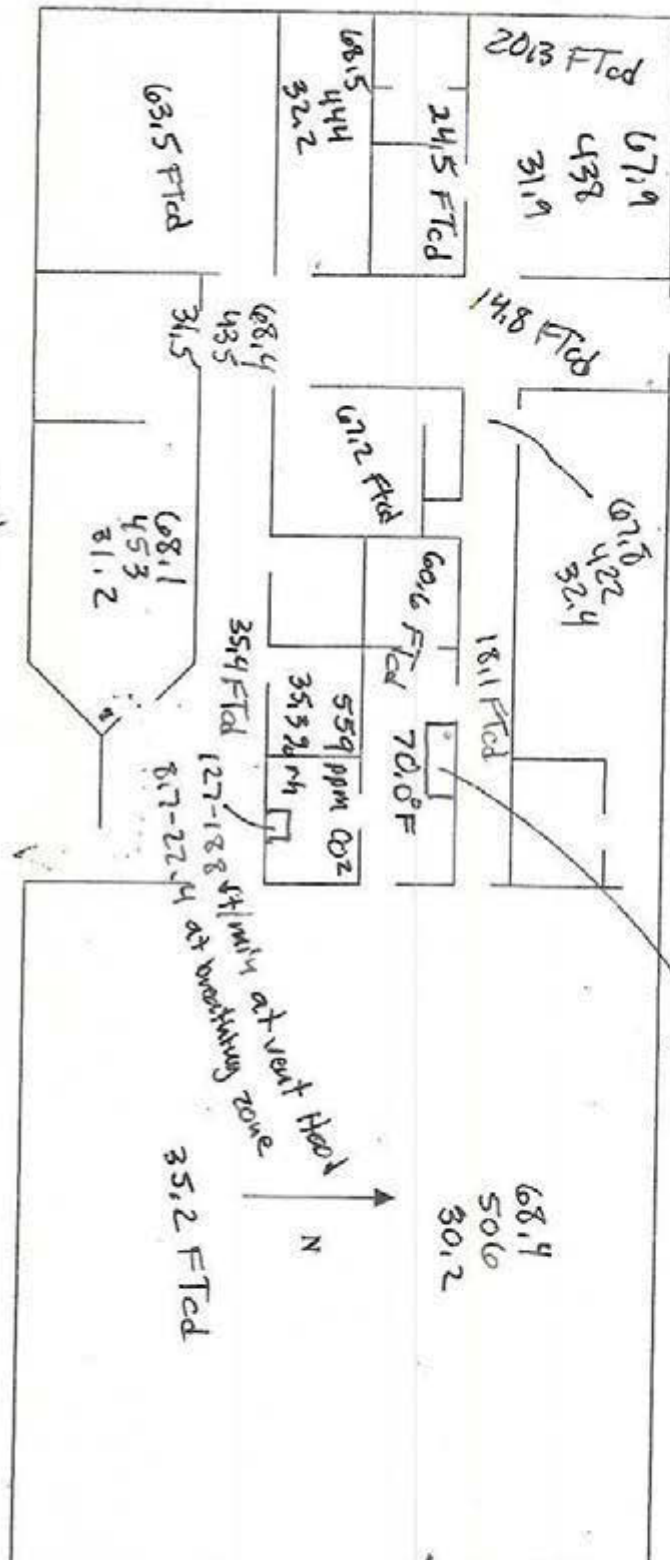 20.3 FTcd
67.9
438
31.9
68.5
444
32.2
24.5 FTcd
63.5 FTcd
14.8 FTcd
68.4
435
31.5
67.2 FTcd
67.8
422
32.4
68.1
453
31.2
60.6 FTcd
18.1 FTcd
35.4 FTcd
70.0°F
559 ppm CO2
35.3% rh
127-188 ft/min at vent Hood
8.7-22.4 at breathing zone
N
68.4
506
30.2
35.2 FTcd